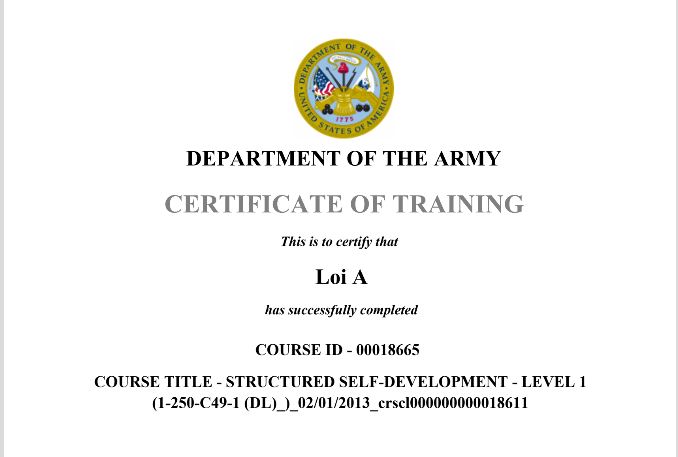 DEPARTMENT OF THE ARMY
UNITED STATES OF AMERICA
1775
DEPARTMENT OF THE ARMY
CERTIFICATE OF TRAINING
This is to certify that
Loi A
has successfully completed
COURSE ID - 00018665
COURSE TITLE - STRUCTURED SELF-DEVELOPMENT - LEVEL 1
(1-250-C49-1 (DL)_)_02/01/2013_crscl000000000018611